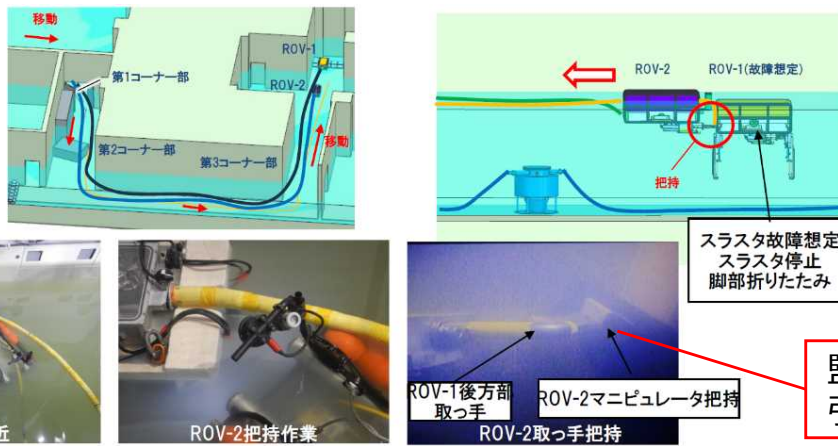 移動
ROV-1
ROV-2
第1コーナー部
第2コーナー部
第3コーナー部
移動
ROV-2
ROV-1(故障想定)
把持
スラスタ故障想定
スラスタ停止
脚部折りたたみ
近
ROV-2把持作業
ROV-1後方部
取っ手
ROV-2マニピュレータ把持
ROV-2取っ手把持